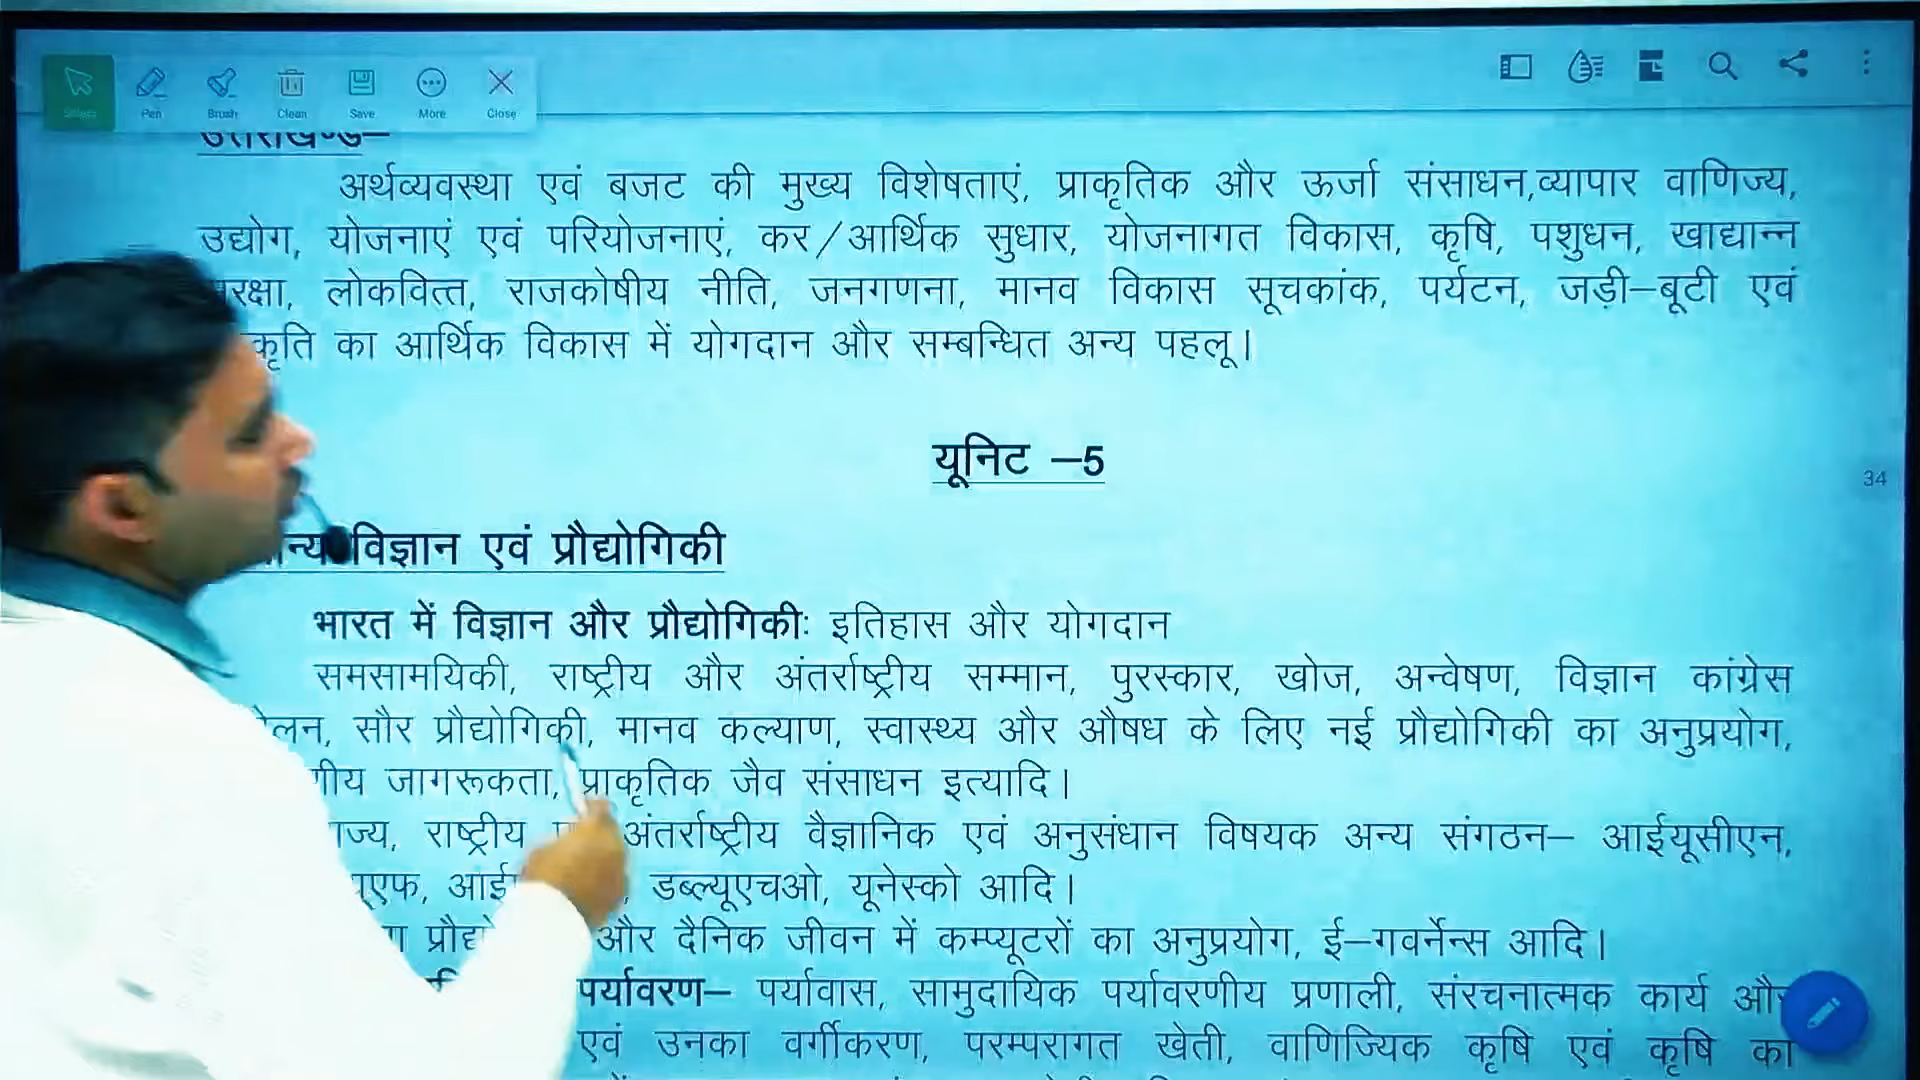 Select Pen Brush Clean Save More Close
उत्तराखण्ड–
अर्थव्यवस्था एवं बजट की मुख्य विशेषताएं, प्राकृतिक और ऊर्जा संसाधन,व्यापार वाणिज्य,
उद्योग, योजनाएं एवं परियोजनाएं, कर/आर्थिक सुधार, योजनागत विकास, कृषि, पशुधन, खाद्यान्न
रक्षा, लोकवित्त, राजकोषीय नीति, जनगणना, मानव विकास सूचकांक, पर्यटन, जड़ी–बूटी एवं
कृति का आर्थिक विकास में योगदान और सम्बन्धित अन्य पहलू।
यूनिट –5
34
न्य विज्ञान एवं प्रौद्योगिकी
भारत में विज्ञान और प्रौद्योगिकीः इतिहास और योगदान
समसामयिकी, राष्ट्रीय और अंतर्राष्ट्रीय सम्मान, पुरस्कार, खोज, अन्वेषण, विज्ञान कांग्रेस
लन, सौर प्रौद्योगिकी, मानव कल्याण, स्वास्थ्य और औषध के लिए नई प्रौद्योगिकी का अनुप्रयोग,
णीय जागरूकता, प्राकृतिक जैव संसाधन इत्यादि।
ाज्य, राष्ट्रीय अंतर्राष्ट्रीय वैज्ञानिक एवं अनुसंधान विषयक अन्य संगठन– आईयूसीएन,
एफ, डब्ल्यूएचओ, यूनेस्को आदि।
और दैनिक जीवन में कम्प्यूटरों का अनुप्रयोग, ई–गवर्नेन्स आदि।
पर्यावरण– पर्यावास, सामुदायिक पर्यावरणीय प्रणाली, संरचनात्मक कार्य और
एवं उनका वर्गीकरण, परम्परागत खेती, वाणिज्यिक कृषि एवं कृषि का